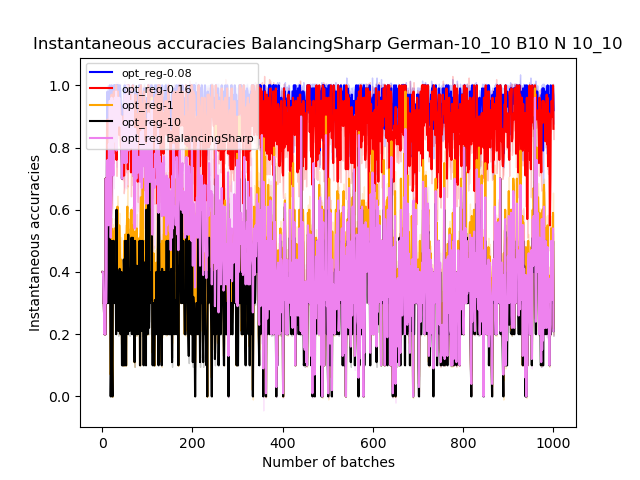 Instantaneous accuracies BalancingSharp German-10_10 B10 N 10_10
opt_reg-0.08
opt_reg-0.16
opt_reg-1
opt_reg-10
opt_reg BalancingSharp
Instantaneous accuracies
1.0
0.8
0.6
0.4
0.2
0.0
0 200 400 600 800 1000
Number of batches